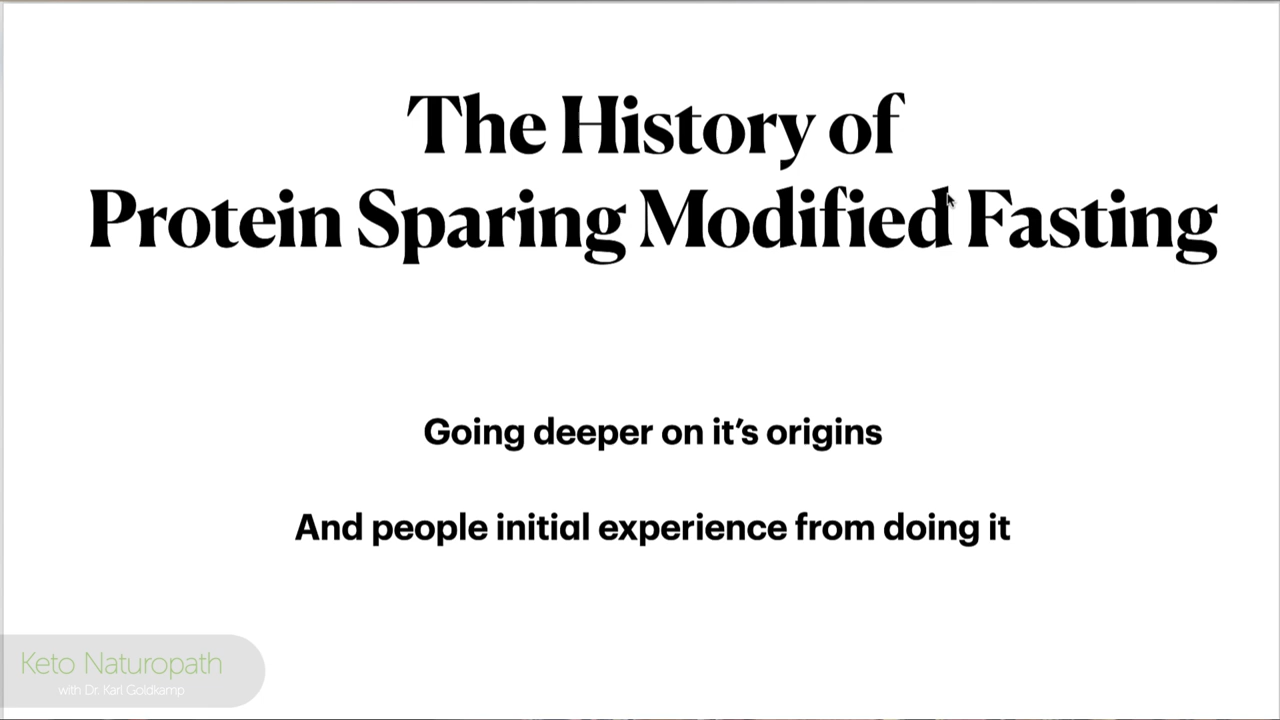 The History of
Protein Sparing Modified Fasting
Going deeper on it’s origins
And people initial experience from doing it
Keto Naturopath
with Dr. Karl Goldkamp